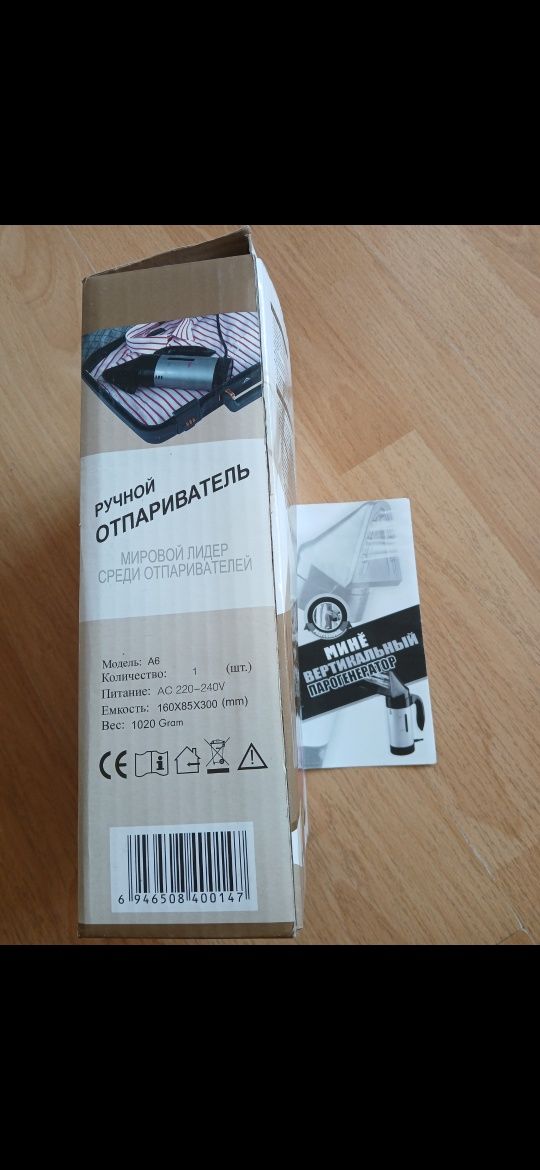 РУЧНОЙ
ОТПАРИВАТЕЛЬ
МИРОВОЙ ЛИДЕР
СРЕДИ ОТПАРИВАТЕЛЕЙ
Модель: A6
Количество: 1 (шт.)
Питание: AC 220-240V
Емкость: 160X85X300 (mm)
Вес: 1020 Gram
CE
6 946508 400147
МИНЁ
ВЕРТИКАЛЬНЫЙ
ПАРОГЕНЕРАТОР